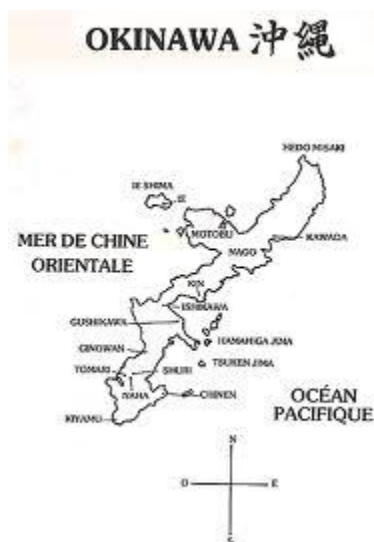 OKINAWA 沖縄
HEDO MISAKI
IE SHIMA
IE
MOTOBU
KAWADA
MER DE CHINE
ORIENTALE
NAGO
KIN
ISHIKAWA
GUSHIKAWA
HAMAHIGA JIMA
GINOWAN
TSUKEN JIMA
TOMARI
SHURI
NAHA
CHINEN
OCÉAN
PACIFIQUE
KIYAMU
N
O
E
S